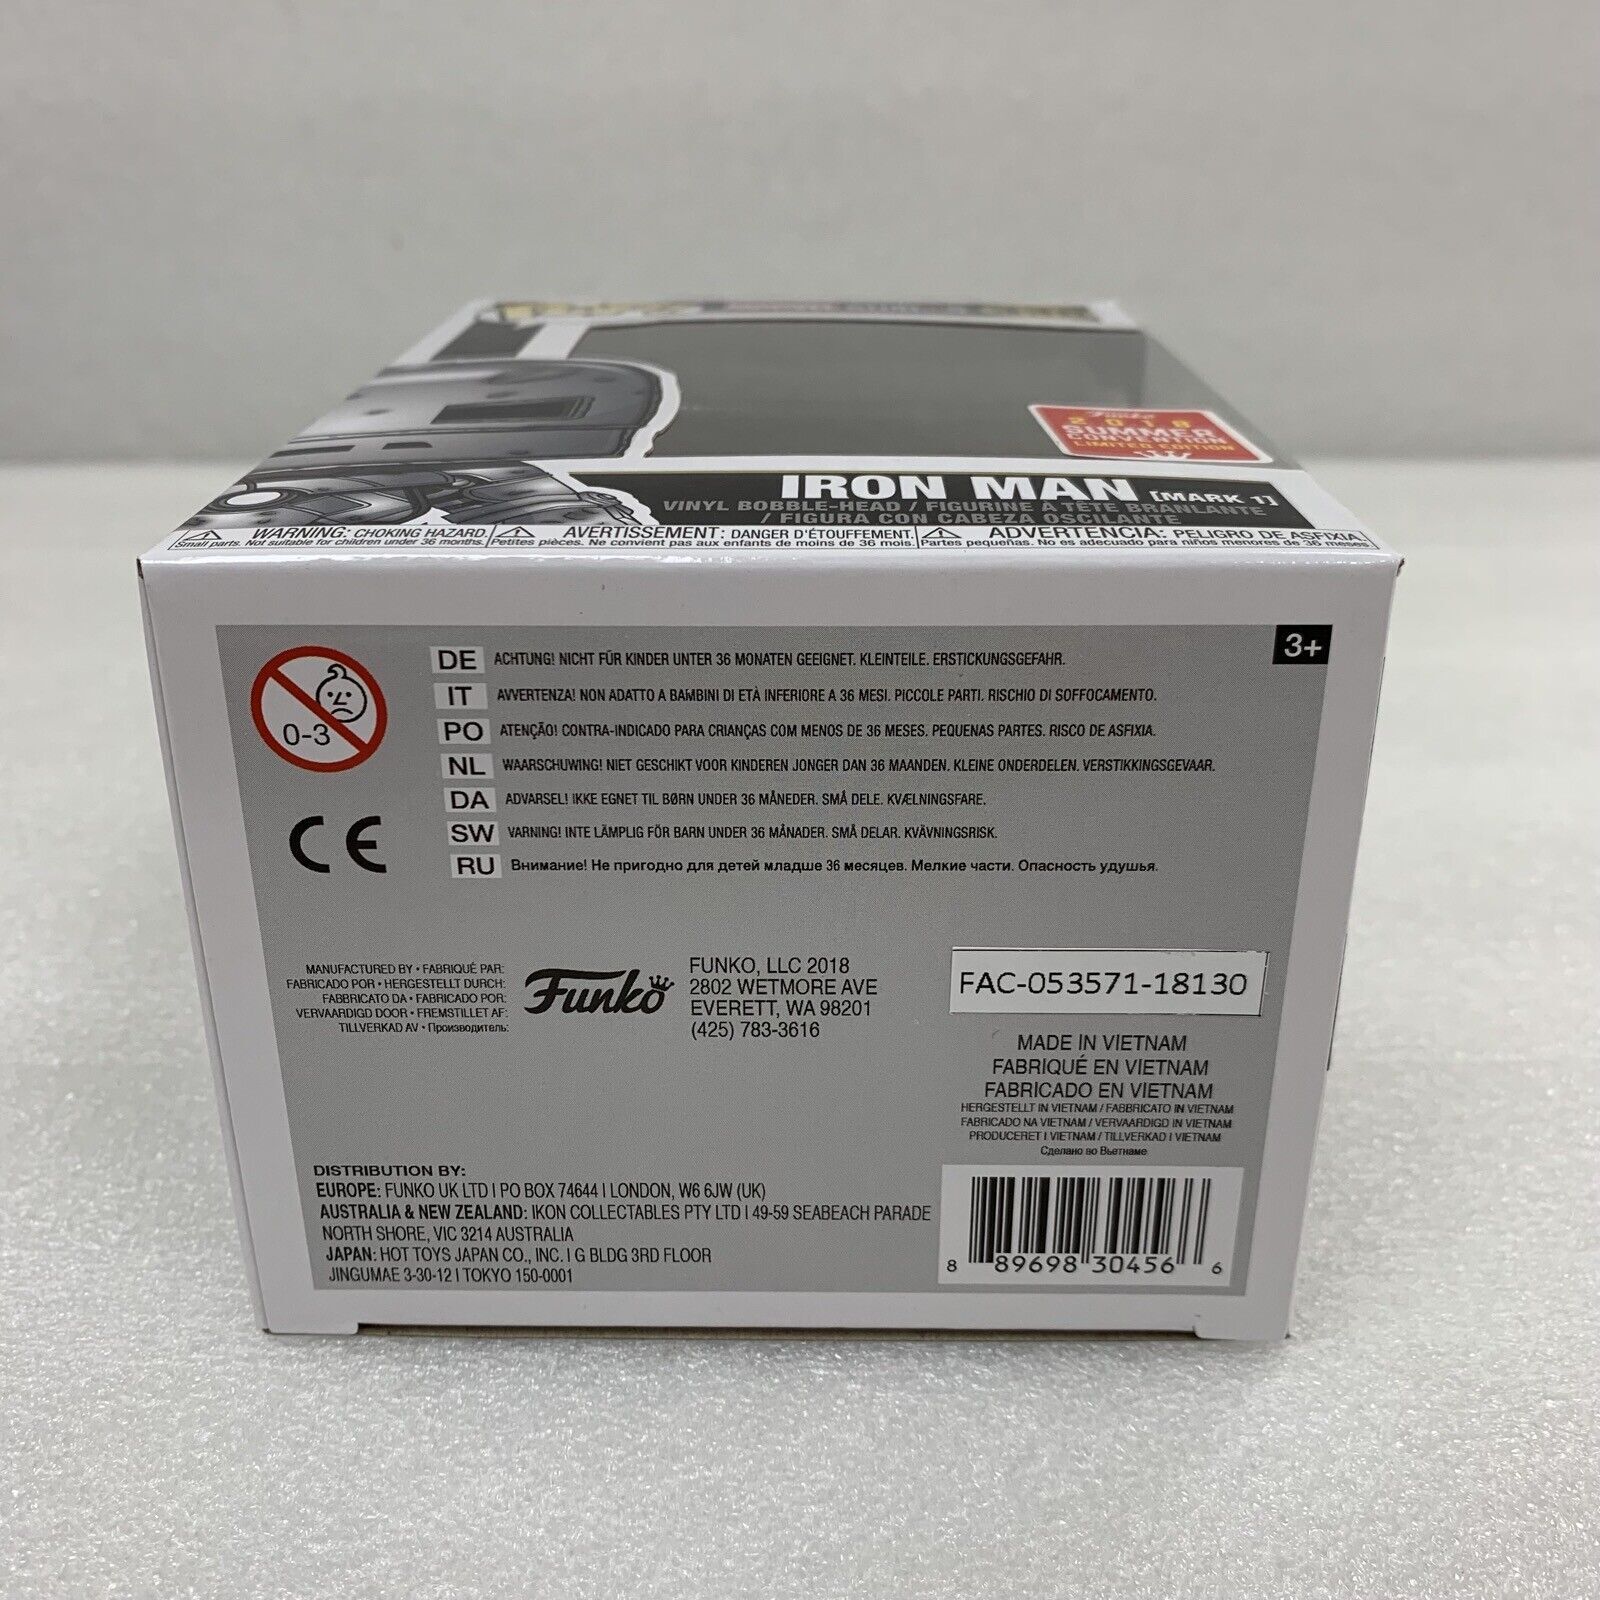 Funko
2018
SUMMER
CONVENTION
LIMITED EDITION
IRON MAN [MARK 1]
VINYL BOBBLE-HEAD / FIGURINE À TÊTE BRANLANTE
/ FIGURA CON CABEZA OSCILANTE
WARNING: CHOKING HAZARD.
Small parts. Not suitable for children under 36 months.
AVERTISSEMENT: DANGER D'ÉTOUFFEMENT.
Petites pièces. Ne convient pas aux enfants de moins de 36 mois.
ADVERTENCIA: PELIGRO DE ASFIXIA.
Partes pequeñas. No es adecuado para niños menores de 36 meses
3+
0-3
DE ACHTUNG! NICHT FÜR KINDER UNTER 36 MONATEN GEEIGNET. KLEINTEILE. ERSTICKUNGSGEFAHR.
IT AVVERTENZA! NON ADATTO A BAMBINI DI ETÀ INFERIORE A 36 MESI. PICCOLE PARTI. RISCHIO DI SOFFOCAMENTO.
PO ATENÇÃO! CONTRA-INDICADO PARA CRIANÇAS COM MENOS DE 36 MESES. PEQUENAS PARTES. RISCO DE ASFIXIA.
NL WAARSCHUWING! NIET GESCHIKT VOOR KINDEREN JONGER DAN 36 MAANDEN. KLEINE ONDERDELEN. VERSTIKKINGSGEVAAR.
DA ADVARSEL! IKKE EGNET TIL BØRN UNDER 36 MÅNEDER. SMÅ DELE. KVÆLNINGSFARE.
SW VARNING! INTE LÄMPLIG FÖR BARN UNDER 36 MÅNADER. SMÅ DELAR. KVÄVNINGSRISK.
RU Внимание! Не пригодно для детей младше 36 месяцев. Мелкие части. Опасность удушья.
CE
MANUFACTURED BY • FABRIQUÉ PAR:
FABRICADO POR • HERGESTELLT DURCH:
FABBRICATO DA • FABRICADO POR:
VERVAARDIGD DOOR • FREMSTILLET AF:
TILLVERKAD AV • Производитель:
Funko
FUNKO, LLC 2018
2802 WETMORE AVE
EVERETT, WA 98201
(425) 783-3616
FAC-053571-18130
MADE IN VIETNAM
FABRIQUÉ EN VIETNAM
FABRICADO EN VIETNAM
HERGESTELLT IN VIETNAM / FABBRICATO IN VIETNAM
FABRICADO NA VIETNAM / VERVAARDIGD IN VIETNAM
PRODUCERET I VIETNAM / TILLVERKAD I VIETNAM
Сделано во Вьетнаме
DISTRIBUTION BY:
EUROPE: FUNKO UK LTD I PO BOX 74644 I LONDON, W6 6JW (UK)
AUSTRALIA & NEW ZEALAND: IKON COLLECTABLES PTY LTD I 49-59 SEABEACH PARADE
NORTH SHORE, VIC 3214 AUSTRALIA
JAPAN: HOT TOYS JAPAN CO., INC. I G BLDG 3RD FLOOR
JINGUMAE 3-30-12 I TOKYO 150-0001
8 89698 30456 6